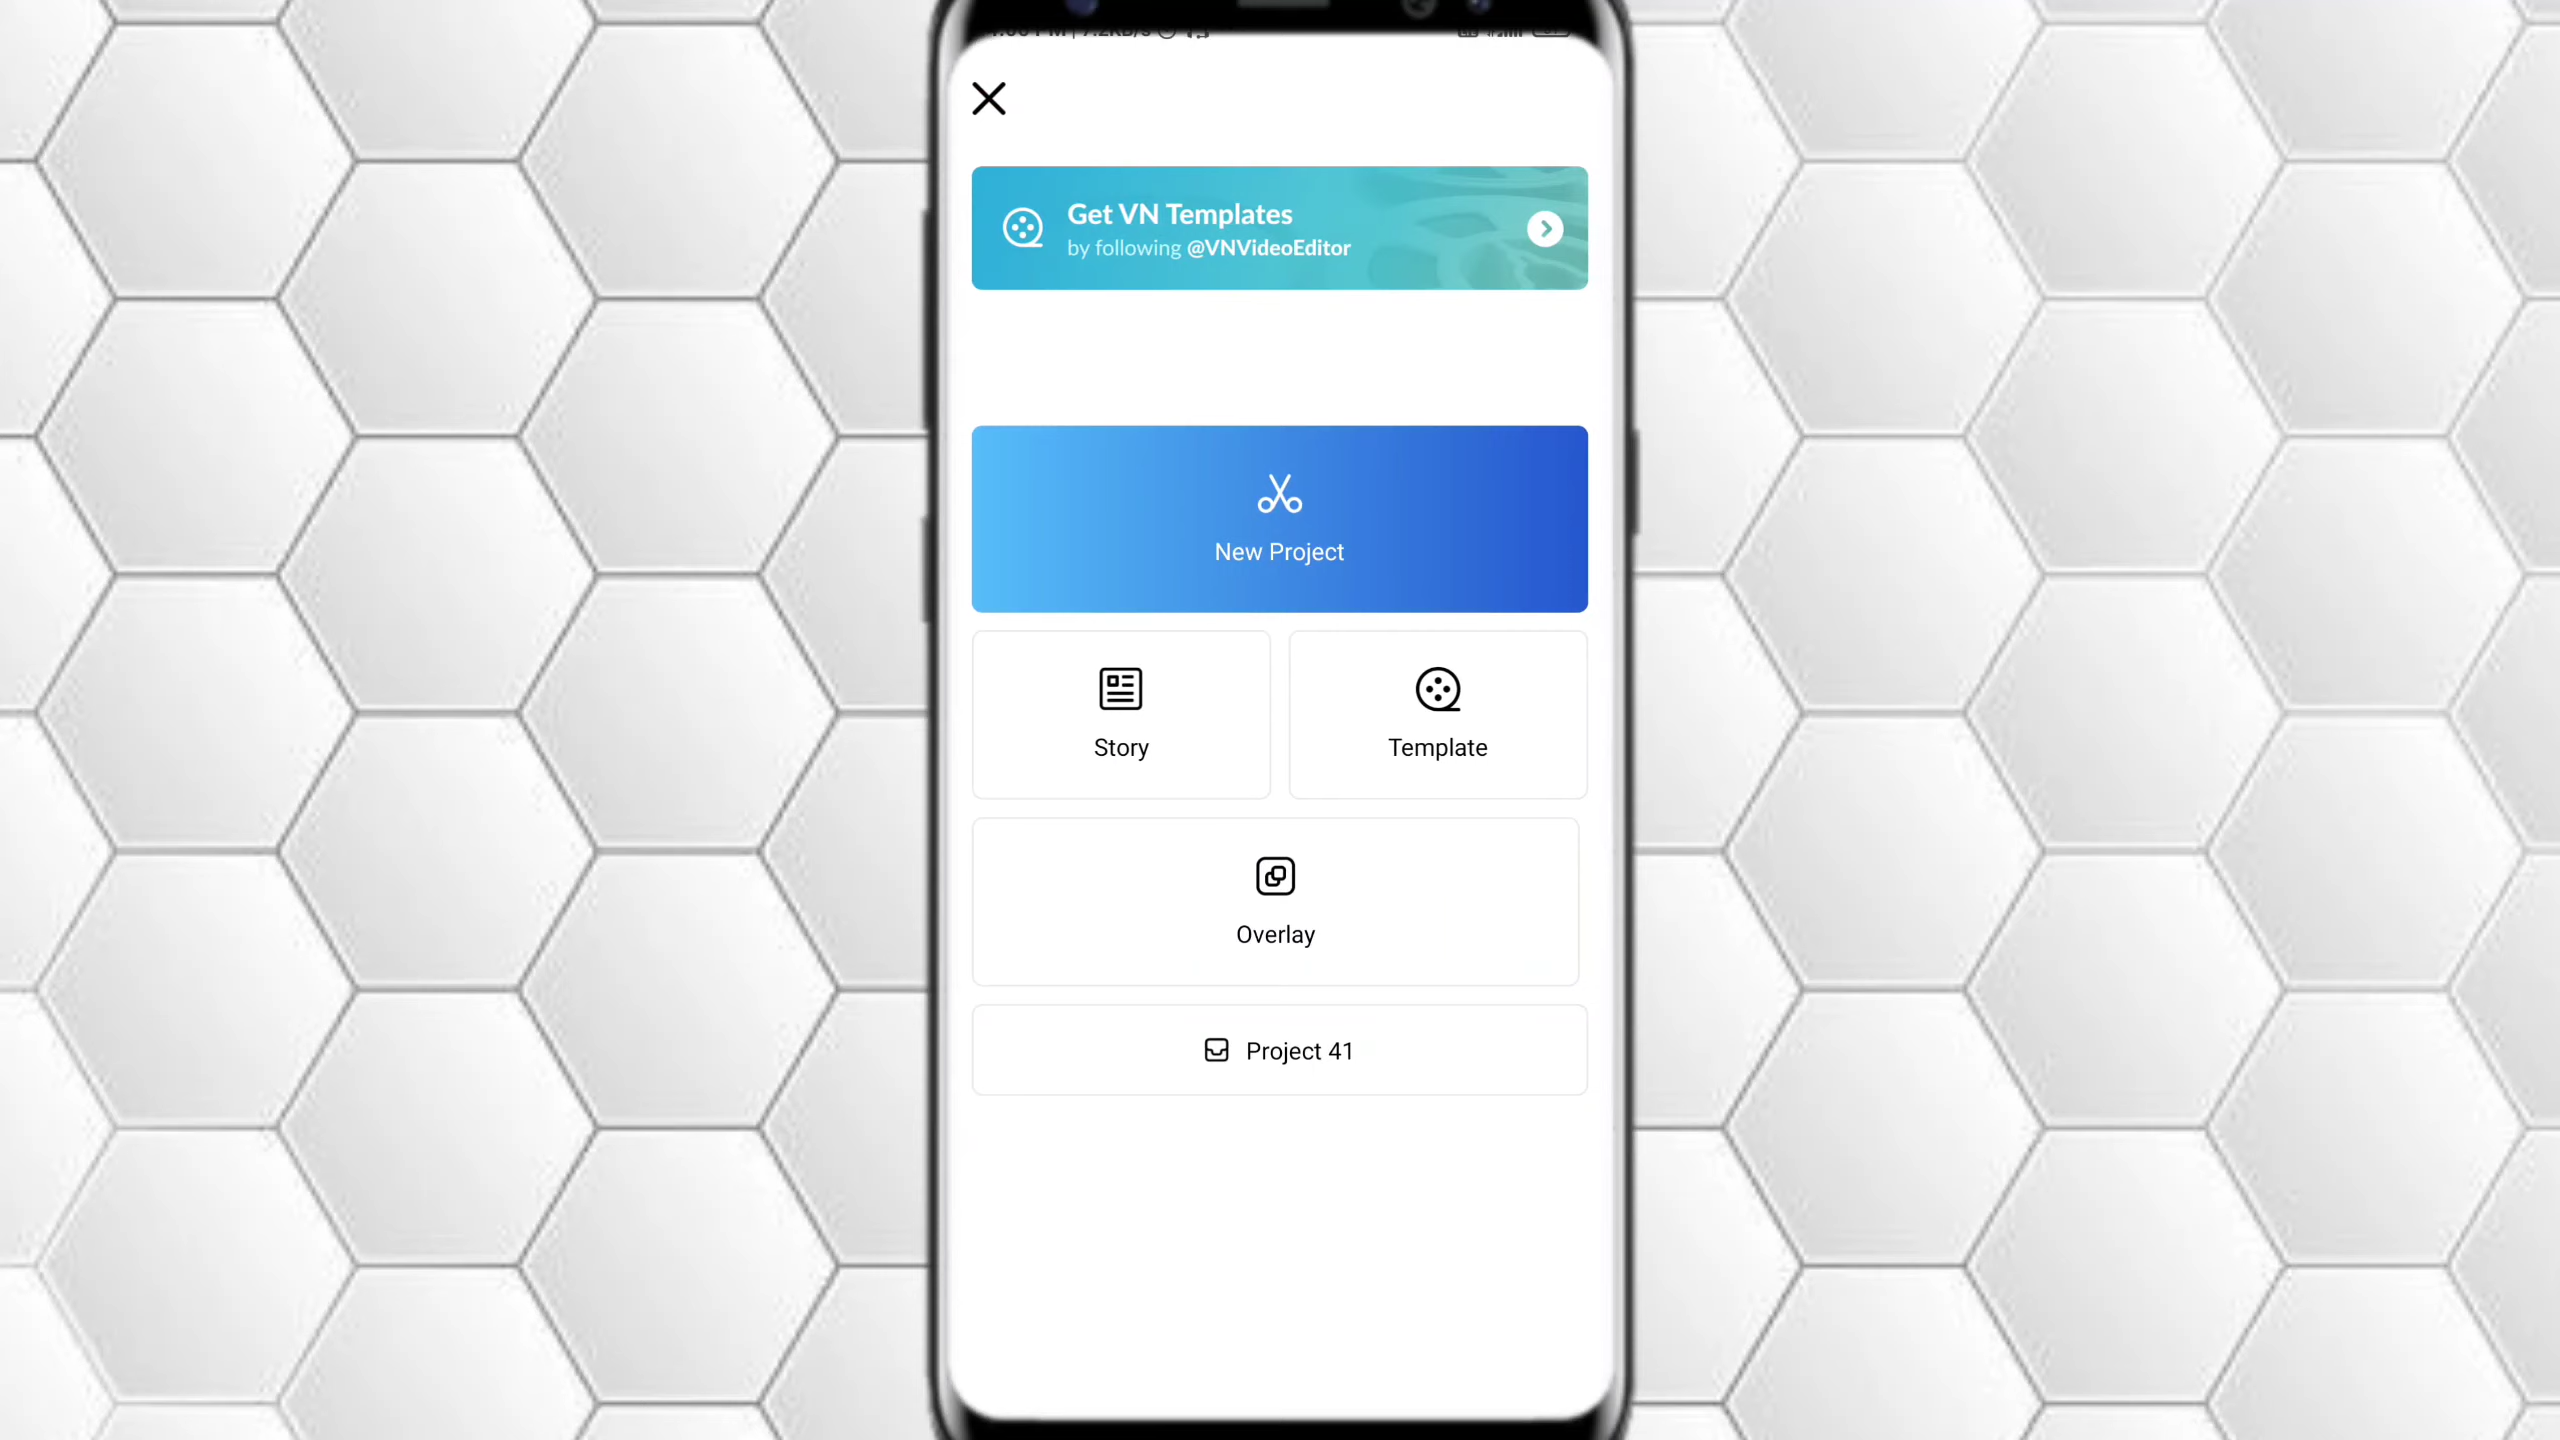 Get VN Templates
by following @VNVideoEditor
New Project
Story
Template
Overlay
Project 41